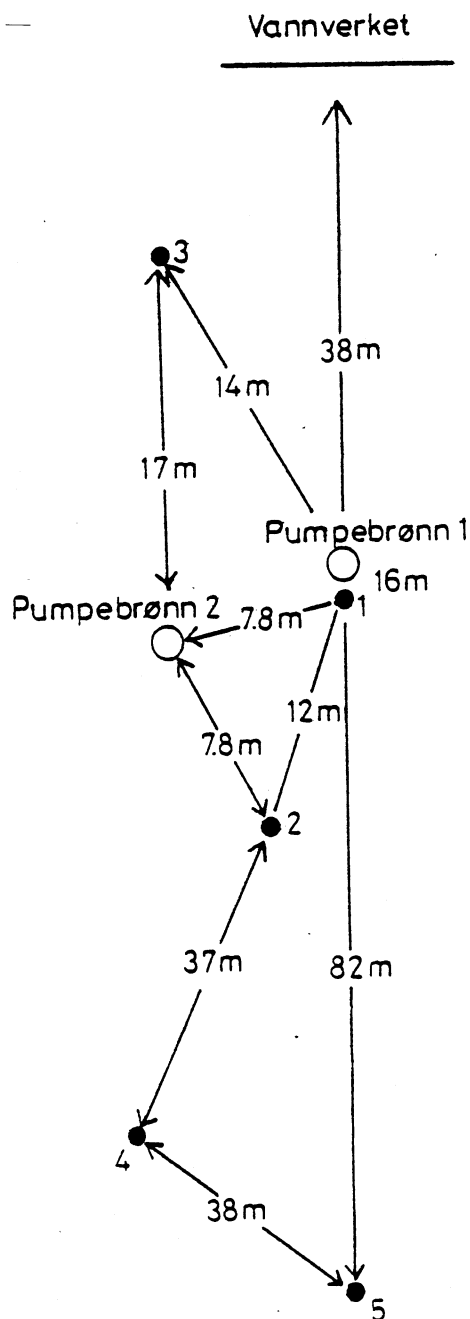 Vannverket
3
38m
14m
17m
Pumpebrønn 1
16m
1
Pumpebrønn 2
7.8m
12m
7.8m
2
37m
82m
4
38m
5